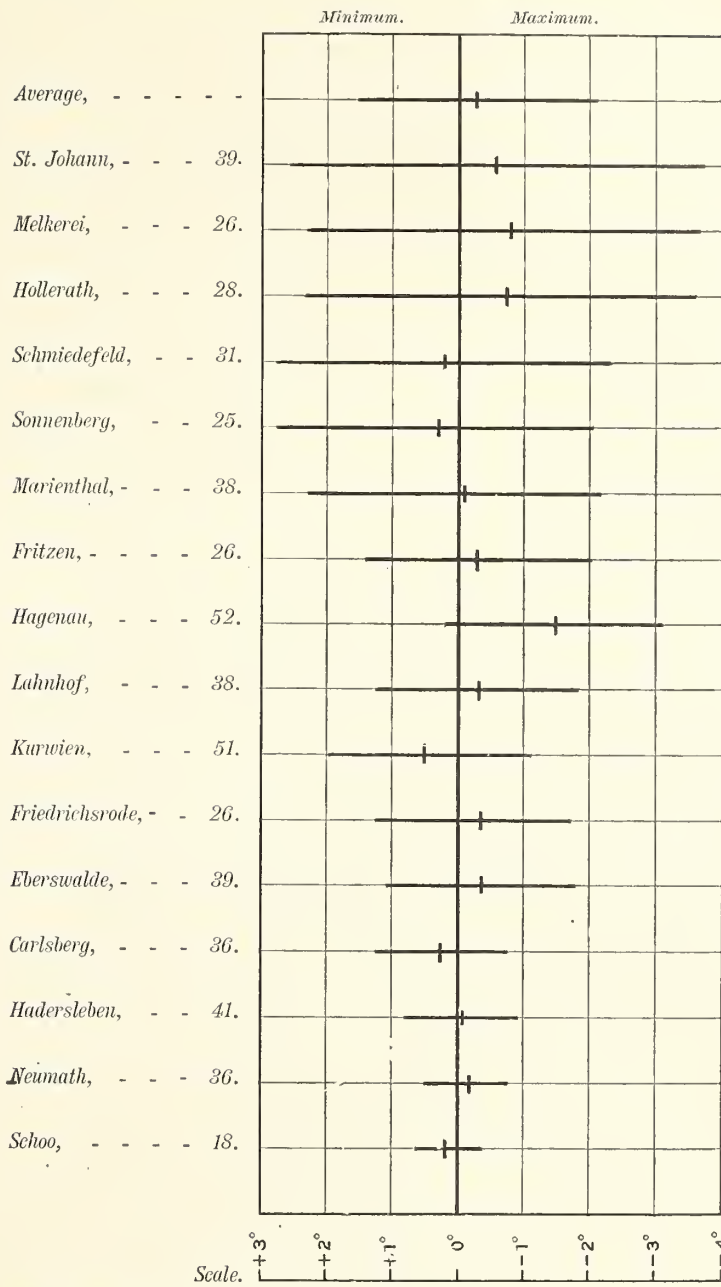 Minimum. Maximum.
Average, - - - - -
St. Johann, - - - 39.
Melkerei, - - - 26.
Hollerath, - - - 28.
Schmiedefeld, - - 31.
Sonnenberg, - - 25.
Marienthal, - - - 38.
Fritzen, - - - - 26.
Hagenau, - - - 52.
Lahnhof, - - - 38.
Kurwien, - - - 51.
Friedrichsrode, - - 26.
Eberswalde, - - - 39.
Carlsberg, - - - 36.
Hadersleben, - - 41.
Neumath, - - - 36.
Schoo, - - - - 18.
Scale. +3° +2° +1° 0° -1° -2° -3° -4°